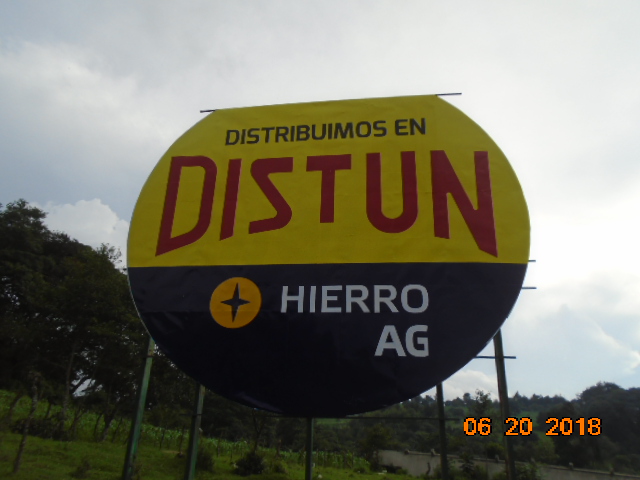 DISTRIBUIMOS EN
DISTUN
HIERRO
AG
06 20 2018